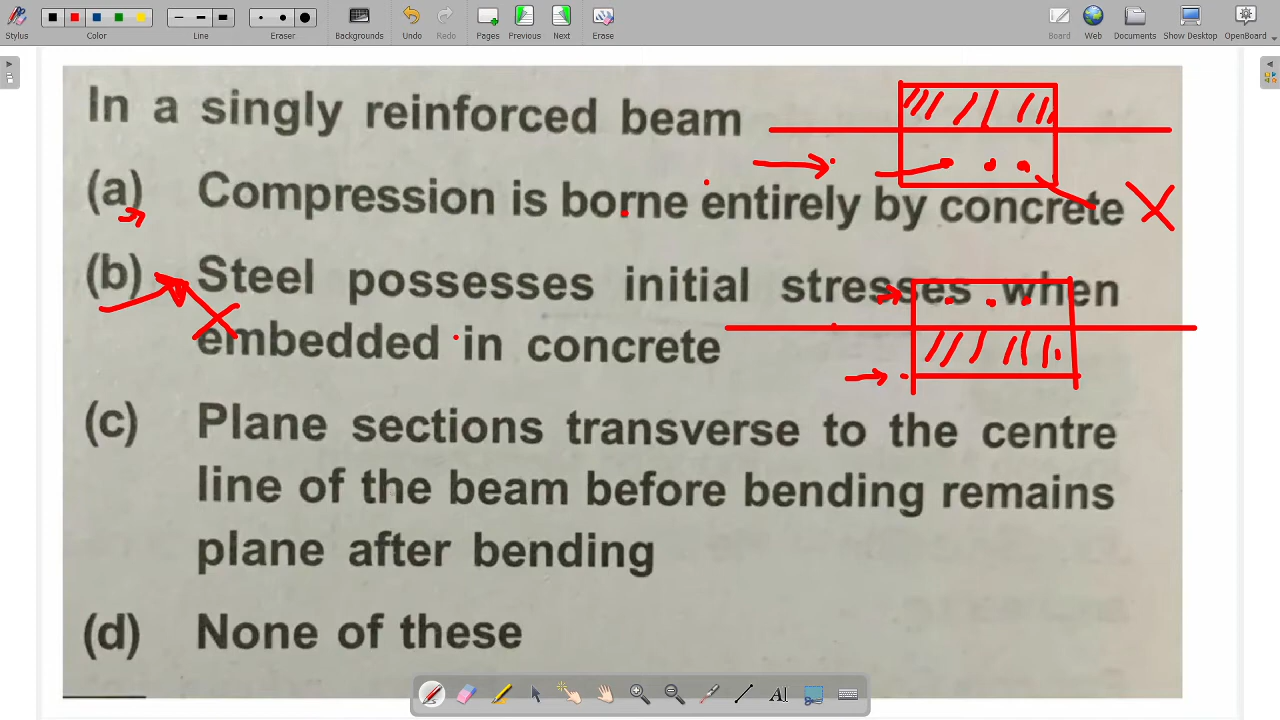 Stylus Color Line Eraser Backgrounds Undo Redo Pages Previous Next Erase Board Web Documents Show Desktop OpenBoard
In a singly reinforced beam
(a) Compression is borne entirely by concrete
(b) Steel possesses initial stresses when
embedded in concrete
(c) Plane sections transverse to the centre
line of the beam before bending remains
plane after bending
(d) None of these